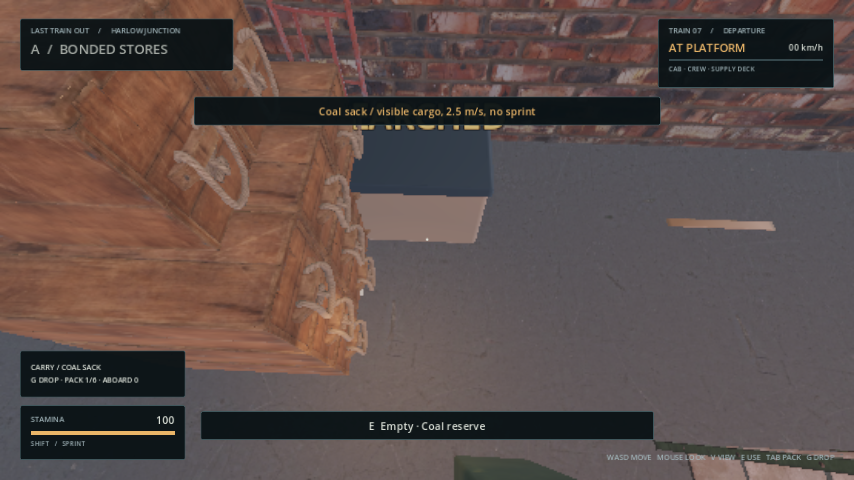 LAST TRAIN OUT / HARLOW JUNCTION
A / BONDED STORES
TRAIN 07 / DEPARTURE
AT PLATFORM 00 km/h
CAB · CREW · SUPPLY DECK
Coal sack / visible cargo, 2.5 m/s, no sprint
CARRY / COAL SACK
G DROP · PACK 1/6 · ABOARD 0
STAMINA 100
SHIFT / SPRINT
E Empty · Coal reserve
WASD MOVE MOUSE LOOK V VIEW E USE TAB PACK G DROP